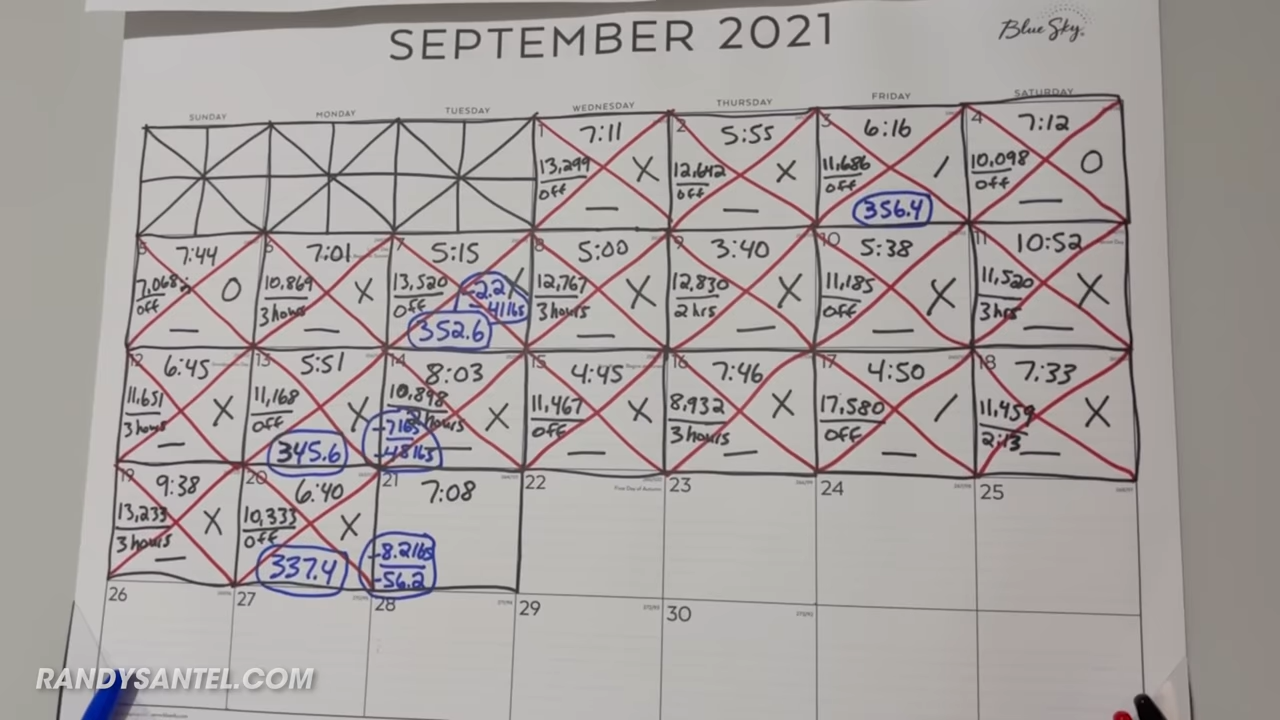 SEPTEMBER 2021
Blue Sky
SUNDAY MONDAY TUESDAY WEDNESDAY THURSDAY FRIDAY SATURDAY
1 7:11
13,299 X
off
—
2 5:55
12,642 X
off
—
3 6:16
11,686 /
off
356.4
4 7:12
10,098 O
off
—
5 7:44
7,068 O
off
—
6 7:01
10,869 X
3 hours
—
7 5:15
13,520 /
off
-2.2
-41 lbs
352.6
8 5:00
12,767 X
3 hours
—
9 3:40
12,830 X
2 hrs
—
10 5:38
11,185 X
off
—
11 10:52
11,520 X
3 hrs
—
12 6:45
11,651 X
3 hours
—
13 5:51
11,168 X
off
345.6
14 8:03
10,898 X
2 hours
-7 lbs
-48 lbs
—
15 4:45
11,467 X
off
—
16 7:46
8,932 X
3 hours
—
17 4:50
17,580 /
off
—
18 7:33
11,459 X
2:13
—
19 9:38
13,233 X
3 hours
—
20 6:40
10,333 X
off
337.4
21 7:08
-8.2 lbs
-56.2
22
First Day of Autumn
23
24
25
26
27
28
29
30
RANDYSANTEL.COM